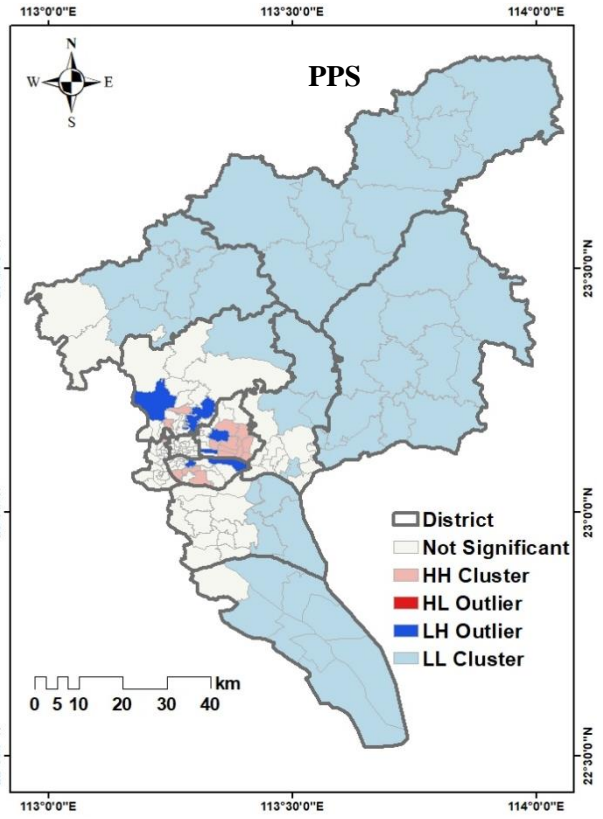 113°0'0"E 113°30'0"E 114°0'0"E
N
W E
S
PPS
23°30'0"N
23°0'0"N
District
Not Significant
HH Cluster
HL Outlier
LH Outlier
LL Cluster
km
0 5 10 20 30 40
22°30'0"N
113°0'0"E 113°30'0"E 114°0'0"E